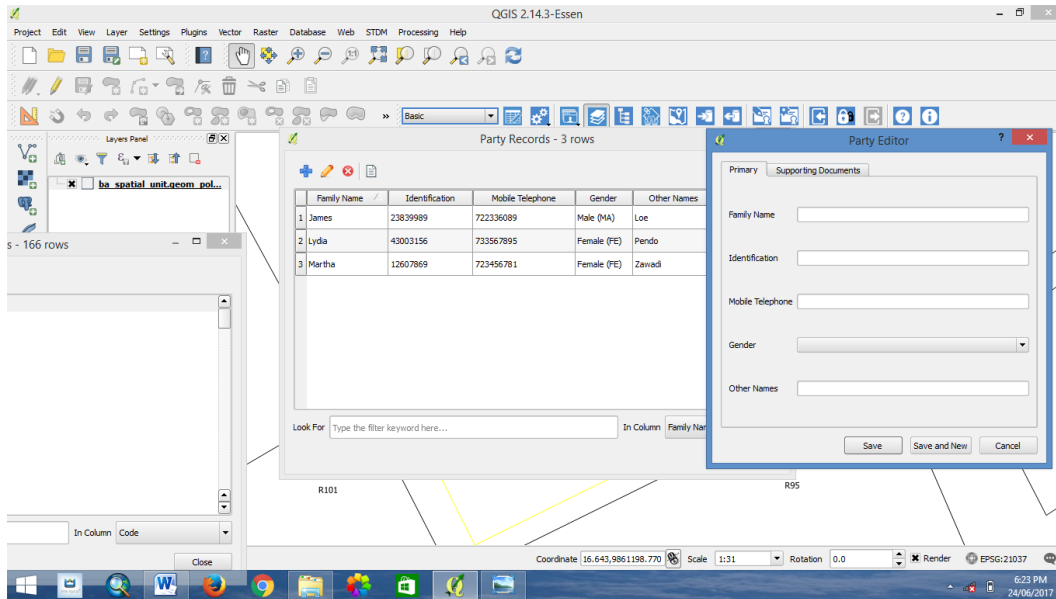 QGIS 2.14.3-Essen
Project Edit View Layer Settings Plugins Vector Raster Database Web STDM Processing Help
Basic
Layers Panel
ba_spatial_unit.geom_pol...
s - 166 rows
In Column Code
Close
Party Records - 3 rows
Family Name Identification Mobile Telephone Gender Other Names
1 James 23839989 722336089 Male (MA) Loe
2 Lydia 43003156 733567895 Female (FE) Pendo
3 Martha 12607869 723456781 Female (FE) Zawadi
Look For Type the filter keyword here... In Column Family Nar
Party Editor
Primary Supporting Documents
Family Name
Identification
Mobile Telephone
Gender
Other Names
Save Save and New Cancel
R101 R95
Coordinate 16.643,9861198.770 Scale 1:31 Rotation 0.0 Render EPSG:21037
6:23 PM
24/06/2017